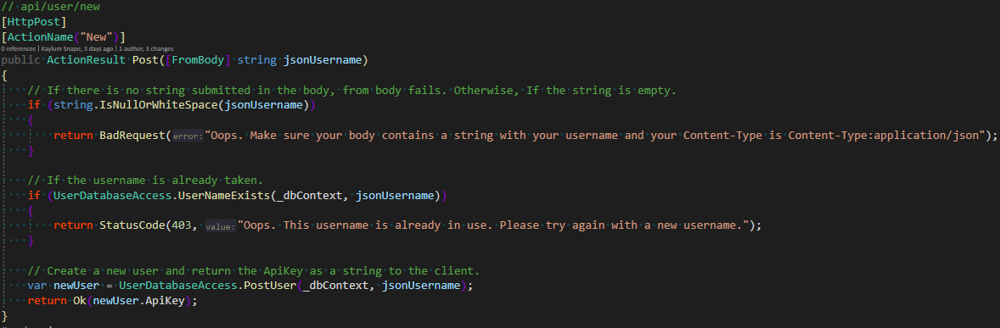 // api/user/new
[HttpPost]
[ActionName("New")]
0 references | Kaylum Snape, 3 days ago | 1 author, 3 changes
public ActionResult Post([FromBody] string jsonUsername)
{
// If there is no string submitted in the body, from body fails. Otherwise, If the string is empty.
if (string.IsNullOrWhiteSpace(jsonUsername))
{
return BadRequest(error:"Oops. Make sure your body contains a string with your username and your Content-Type is Content-Type:application/json");
}
// If the username is already taken.
if (UserDatabaseAccess.UserNameExists(_dbContext, jsonUsername))
{
return StatusCode(403, value:"Oops. This username is already in use. Please try again with a new username.");
}
// Create a new user and return the ApiKey as a string to the client.
var newUser = UserDatabaseAccess.PostUser(_dbContext, jsonUsername);
return Ok(newUser.ApiKey);
}